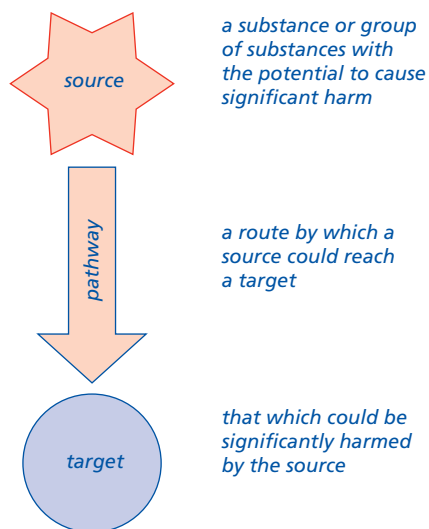 source
a substance or group
of substances with
the potential to cause
significant harm
pathway
a route by which a
source could reach
a target
target
that which could be
significantly harmed
by the source